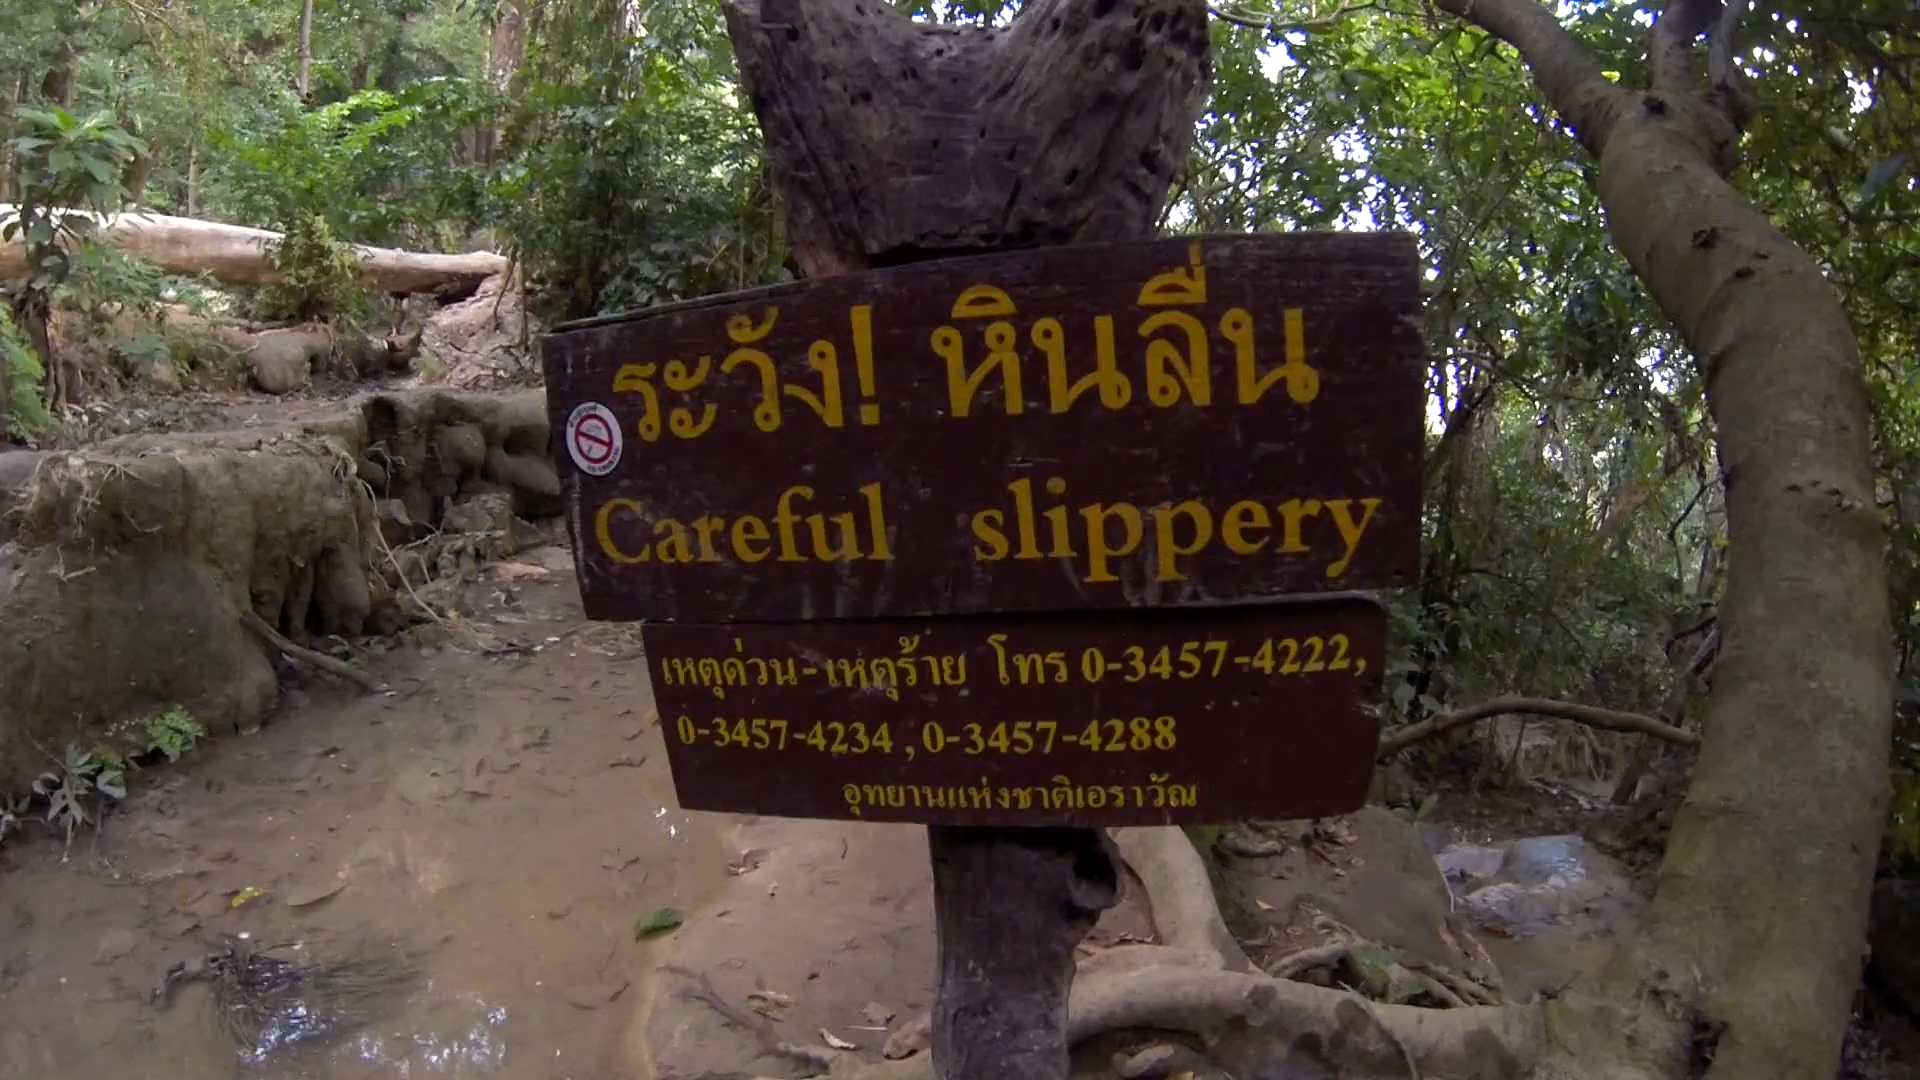 ระวัง! หินลื่น
Careful slippery
เหตุด่วน-เหตุร้าย โทร 0-3457-4222,
0-3457-4234 , 0-3457-4288
อุทยานแห่งชาติเอราวัณ